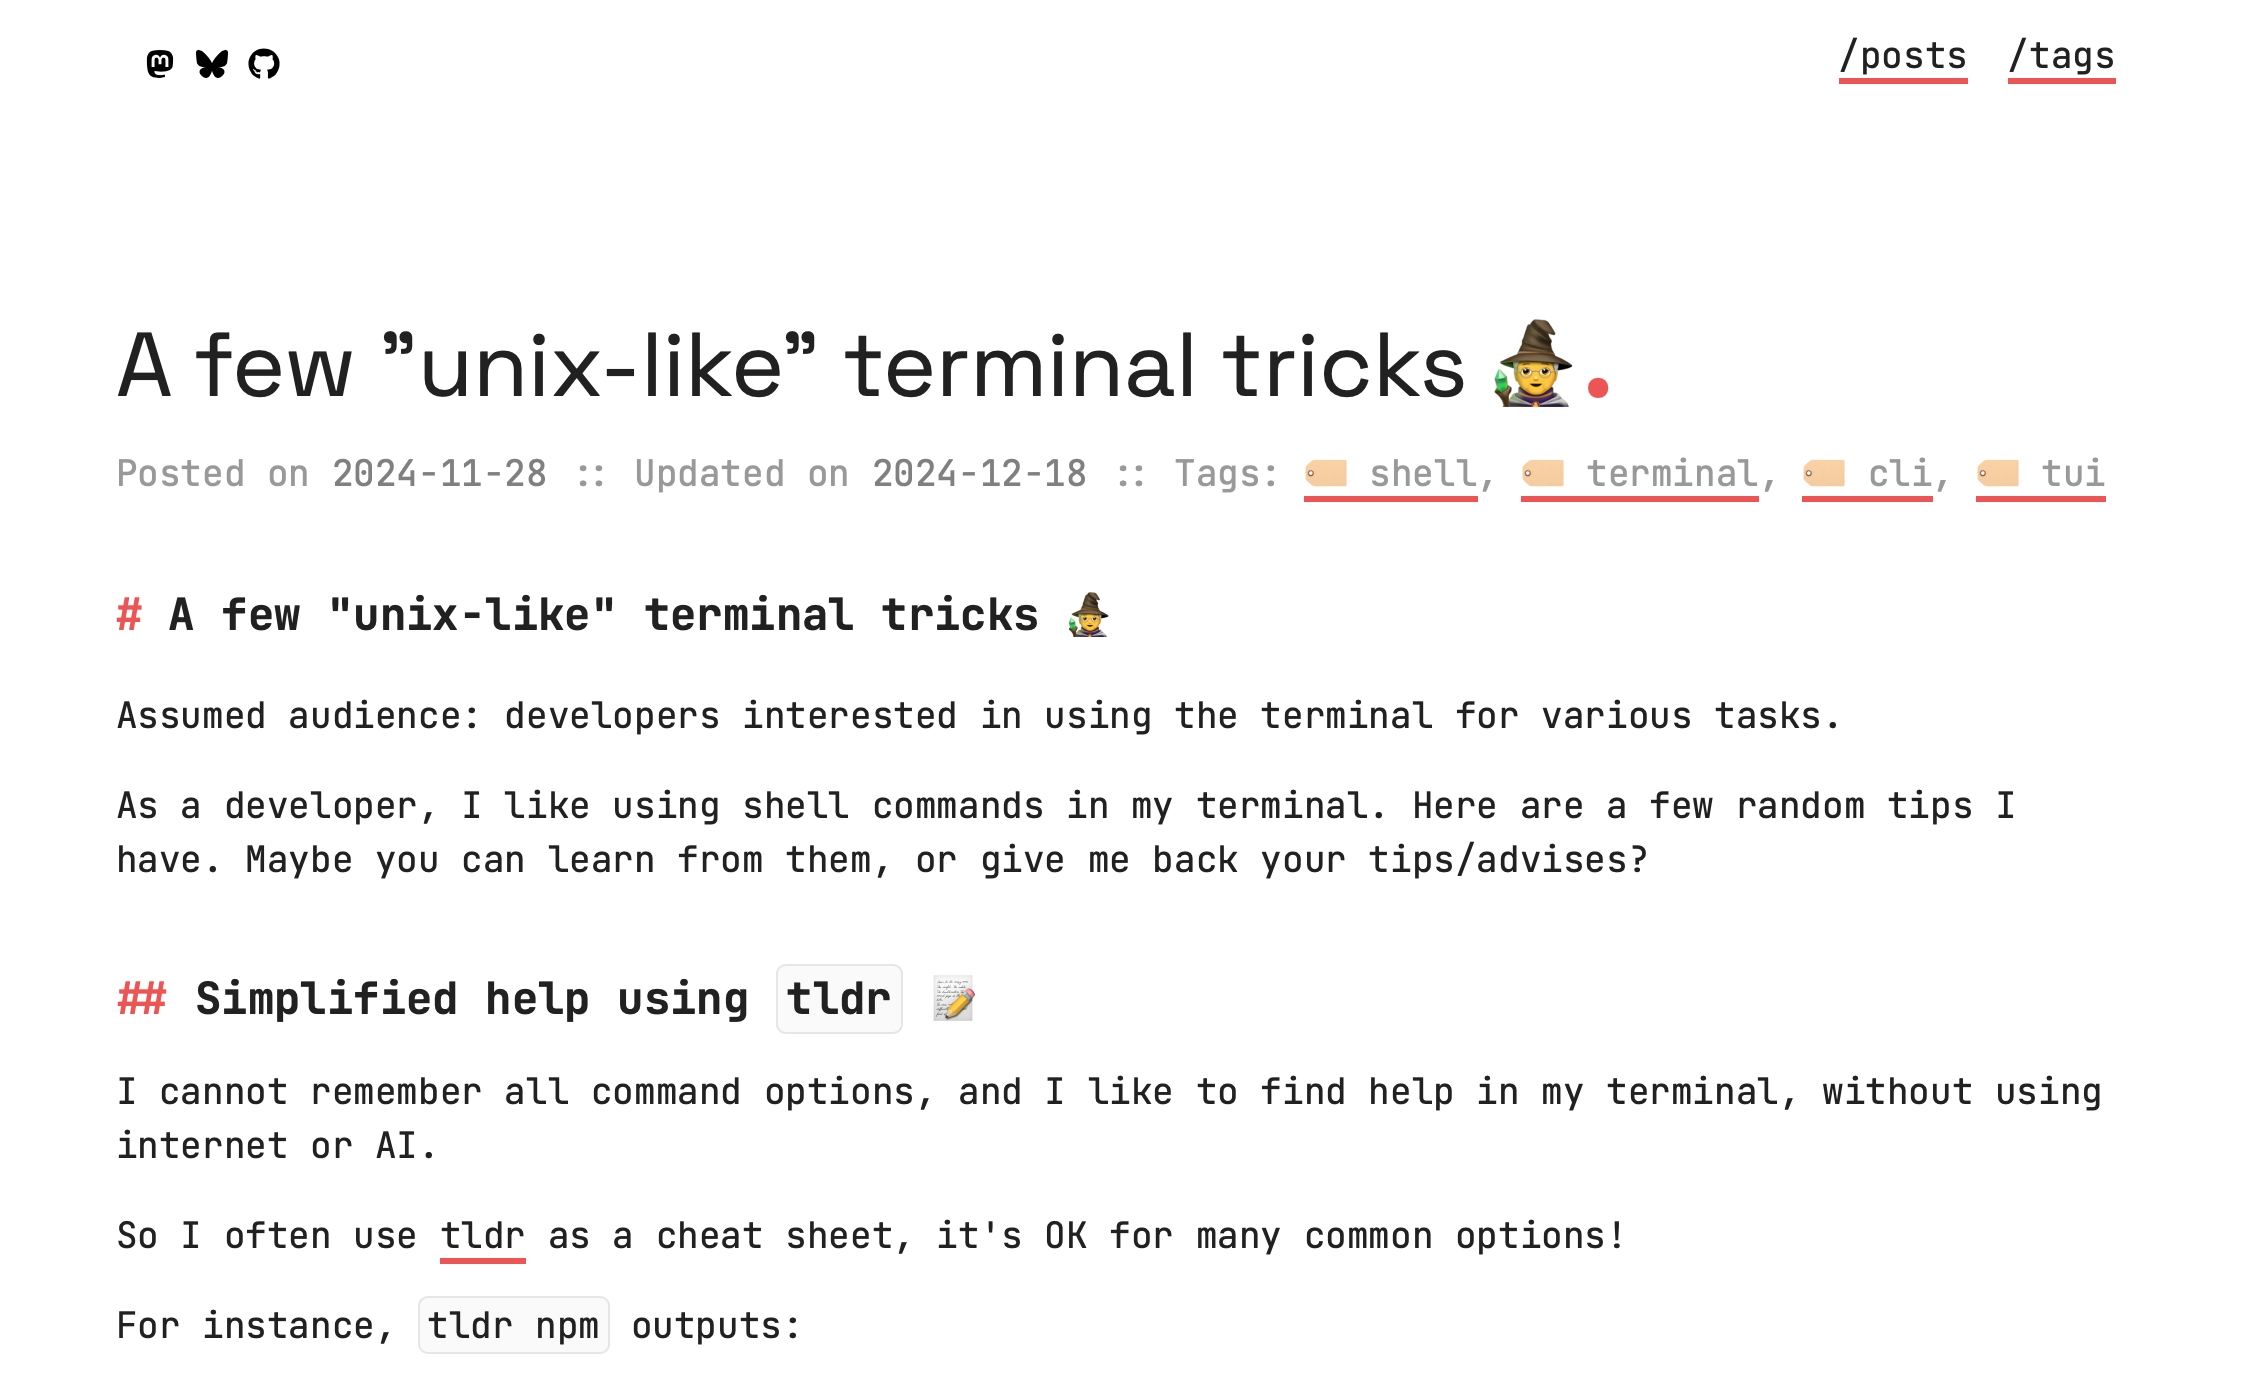 /posts /tags
A few ”unix-like” terminal tricks 🧙.
Posted on 2024-11-28 :: Updated on 2024-12-18 :: Tags: 🏷️ shell, 🏷️ terminal, 🏷️ cli, 🏷️ tui
# A few "unix-like" terminal tricks 🧙
Assumed audience: developers interested in using the terminal for various tasks.
As a developer, I like using shell commands in my terminal. Here are a few random tips I
have. Maybe you can learn from them, or give me back your tips/advises?
## Simplified help using tldr 📝
I cannot remember all command options, and I like to find help in my terminal, without using
internet or AI.
So I often use tldr as a cheat sheet, it's OK for many common options!
For instance, tldr npm outputs: